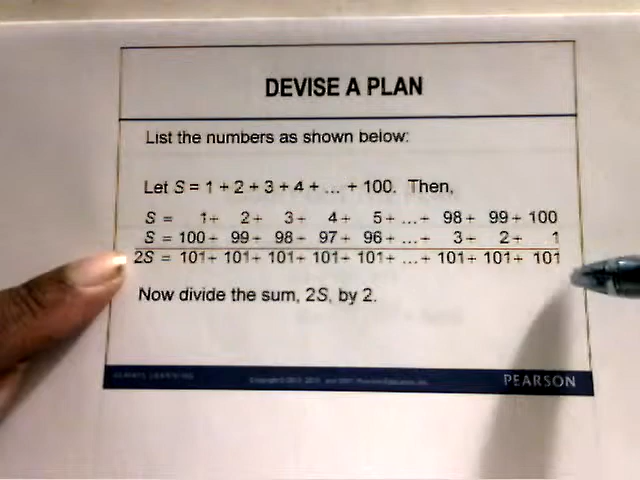 DEVISE A PLAN
List the numbers as shown below:
Let S = 1 + 2 + 3 + 4 + ... + 100. Then,
S = 1+ 2+ 3+ 4+ 5+ ...+ 98+ 99+ 100
S = 100+ 99+ 98+ 97+ 96+ ...+ 3+ 2+ 1
2S = 101+ 101+ 101+ 101+ 101+ ...+ 101+ 101+ 101
Now divide the sum, 2S, by 2.
ALWAYS LEARNING
PEARSON